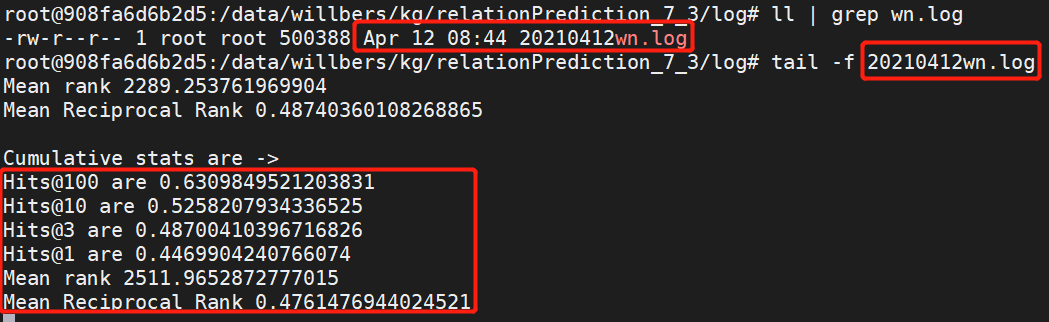 root@908fa6d6b2d5:/data/willbers/kg/relationPrediction_7_3/log# ll | grep wn.log
-rw-r--r-- 1 root root 500388 Apr 12 08:44 20210412wn.log
root@908fa6d6b2d5:/data/willbers/kg/relationPrediction_7_3/log# tail -f 20210412wn.log
Mean rank 2289.253761969904
Mean Reciprocal Rank 0.48740360108268865
Cumulative stats are ->
Hits@100 are 0.6309849521203831
Hits@10 are 0.5258207934336525
Hits@3 are 0.48700410396716826
Hits@1 are 0.4469904240766074
Mean rank 2511.9652872777015
Mean Reciprocal Rank 0.4761476944024521